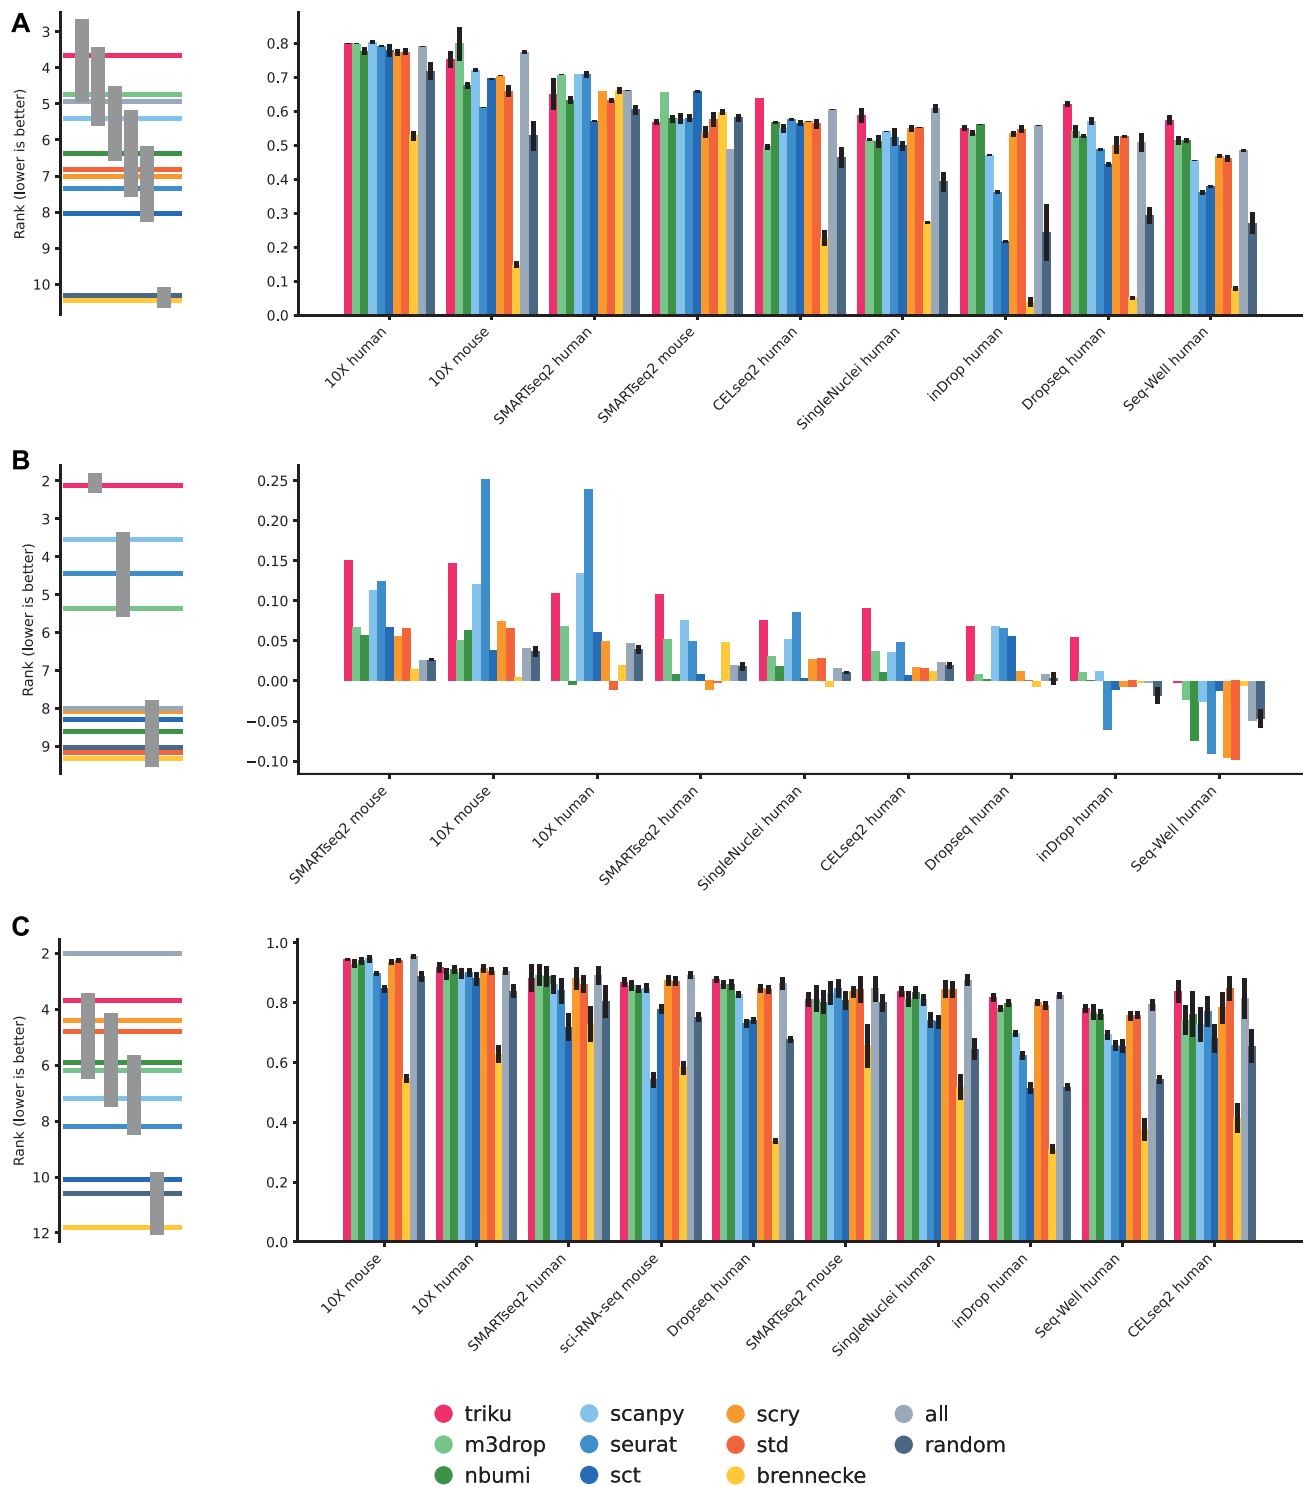 A
Rank (lower is better)
3
4
5
6
7
8
9
10
0.8
0.7
0.6
0.5
0.4
0.3
0.2
0.1
0.0
10X human
10X mouse
SMARTseq2 human
SMARTseq2 mouse
CELseq2 human
SingleNuclei human
inDrop human
Dropseq human
Seq-Well human
B
Rank (lower is better)
2
3
4
5
6
7
8
9
0.25
0.20
0.15
0.10
0.05
0.00
−0.05
−0.10
SMARTseq2 mouse
10X mouse
10X human
SMARTseq2 human
SingleNuclei human
CELseq2 human
Dropseq human
inDrop human
Seq-Well human
C
Rank (lower is better)
2
4
6
8
10
12
1.0
0.8
0.6
0.4
0.2
0.0
10X mouse
10X human
SMARTseq2 human
sci-RNA-seq mouse
Dropseq human
SMARTseq2 mouse
SingleNuclei human
inDrop human
Seq-Well human
CELseq2 human
triku scanpy scry all
m3drop seurat std random
nbumi sct brennecke